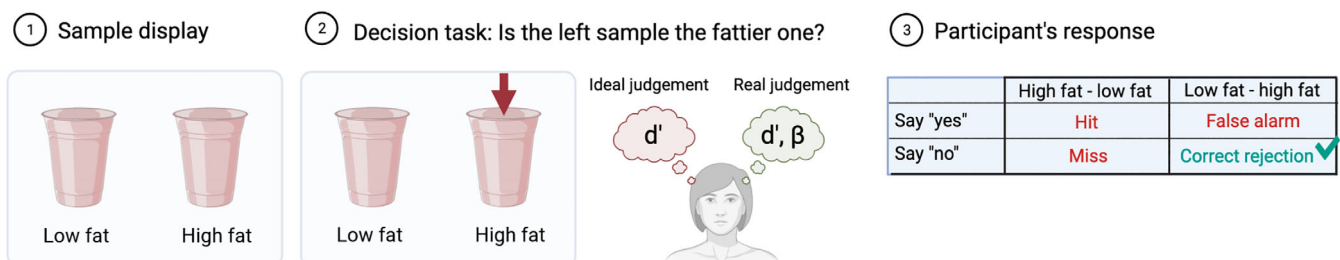 1 Sample display
Low fat
High fat
2 Decision task: Is the left sample the fattier one?
Low fat
High fat
Ideal judgement
Real judgement
d'
d', β
3 Participant's response
High fat - low fat Low fat - high fat
Say "yes" Hit False alarm
Say "no" Miss Correct rejection